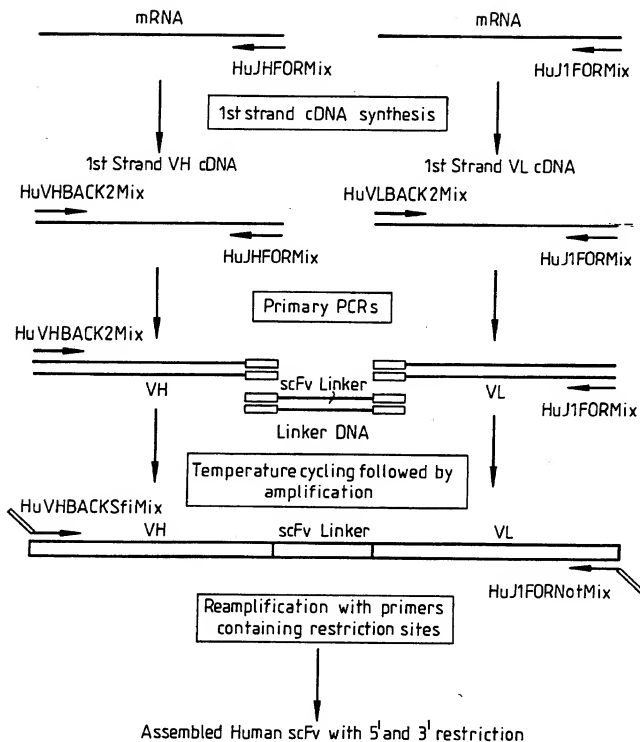 mRNA
mRNA
HuJHFORMix
HuJ1FORMix
1st strand cDNA synthesis
1st Strand VH cDNA
1st Strand VL cDNA
HuVHBACK2Mix
HuVLBACK2Mix
HuJHFORMix
HuJ1FORMix
Primary PCRs
HuVHBACK2Mix
VH
scFv Linker
VL
HuJ1FORMix
Linker DNA
Temperature cycling followed by
amplification
HuVHBACKSfiMix
VH
scFv Linker
VL
HuJ1FORNotMix
Reamplification with primers
containing restriction sites
Assembled Human scFv with 5' and 3' restriction